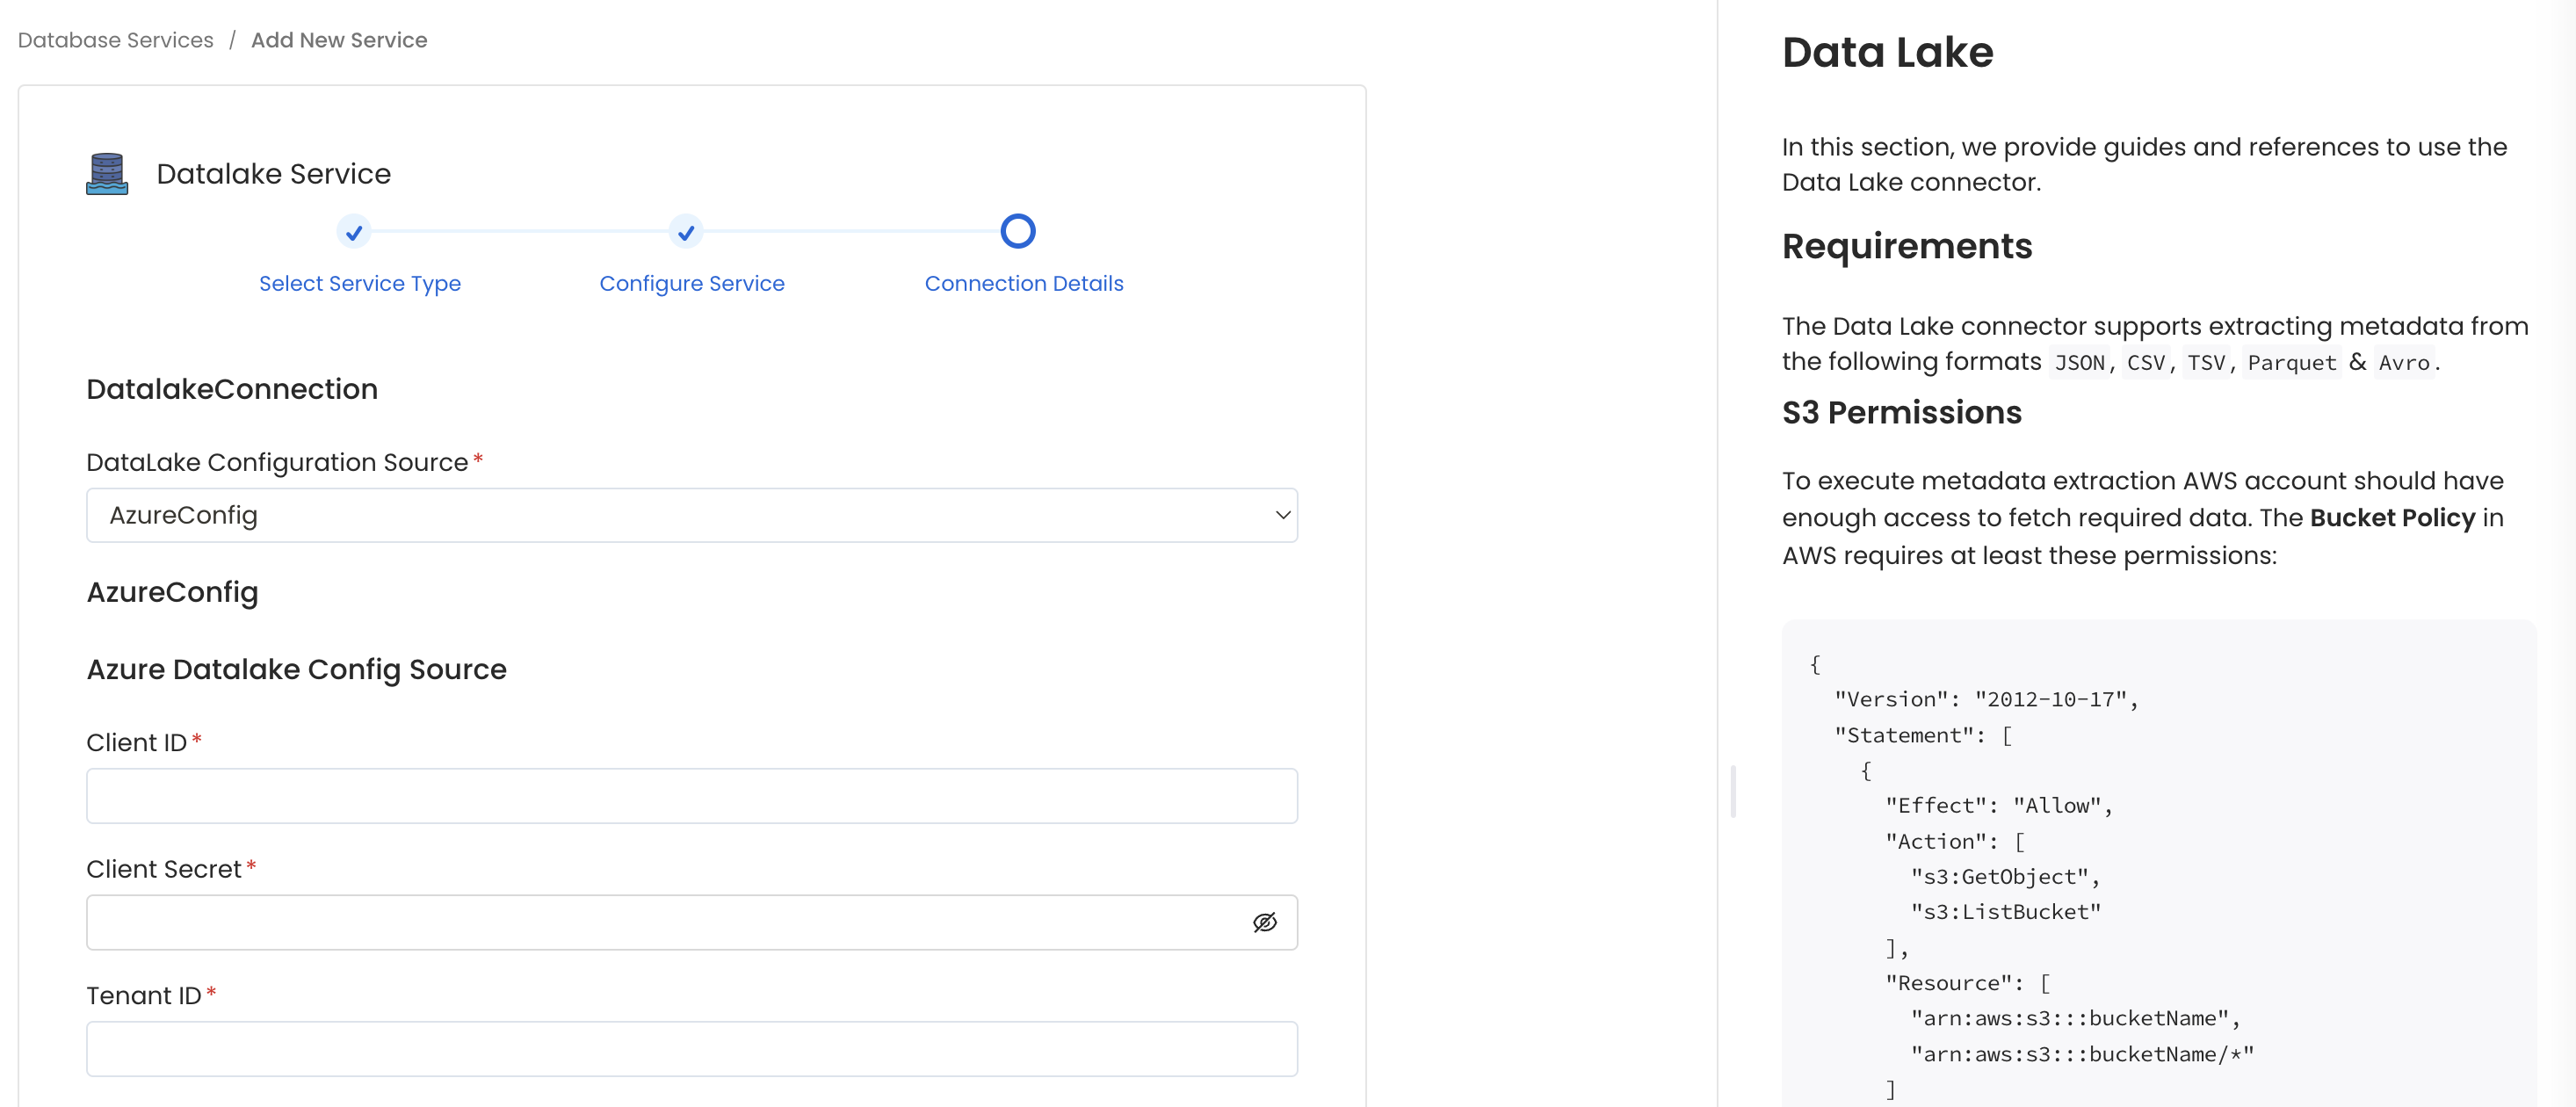 Database Services / Add New Service
Datalake Service
Select Service Type
Configure Service
Connection Details
DatalakeConnection
DataLake Configuration Source*
AzureConfig
AzureConfig
Azure Datalake Config Source
Client ID*
Client Secret*
Tenant ID*
Data Lake
In this section, we provide guides and references to use the
Data Lake connector.
Requirements
The Data Lake connector supports extracting metadata from
the following formats JSON, CSV, TSV, Parquet & Avro.
S3 Permissions
To execute metadata extraction AWS account should have
enough access to fetch required data. The Bucket Policy in
AWS requires at least these permissions:
{
"Version": "2012-10-17",
"Statement": [
{
"Effect": "Allow",
"Action": [
"s3:GetObject",
"s3:ListBucket"
],
"Resource": [
"arn:aws:s3:::bucketName",
"arn:aws:s3:::bucketName/*"
]